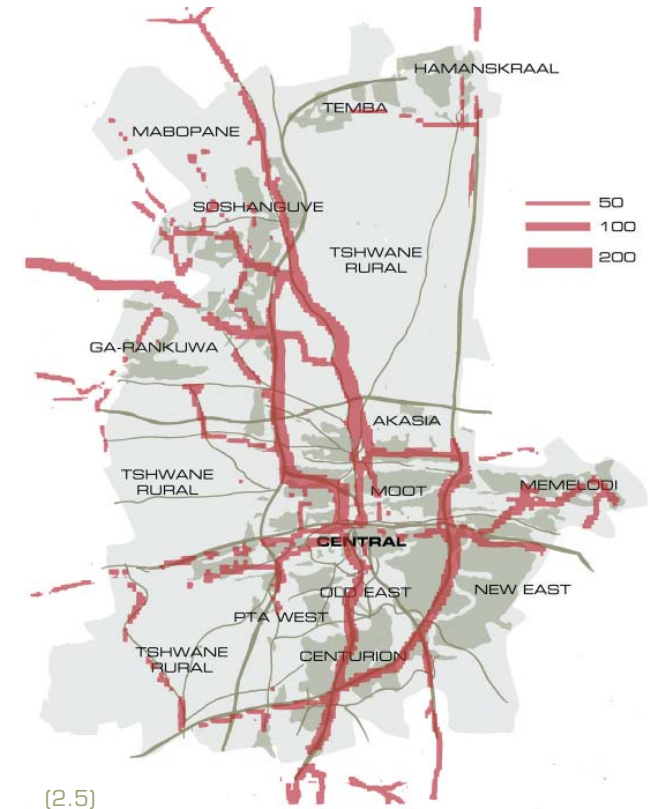 HAMANSKRAAL
TEMBA
MABOPANE
50
SOSHANGUVE
100
TSHWANE
RURAL
200
GA-RANKUWA
AKASIA
TSHWANE
RURAL
MOOT
MEMELODI
CENTRAL
OLD EAST
NEW EAST
PTA WEST
TSHWANE
RURAL
CENTURION
(2.5)